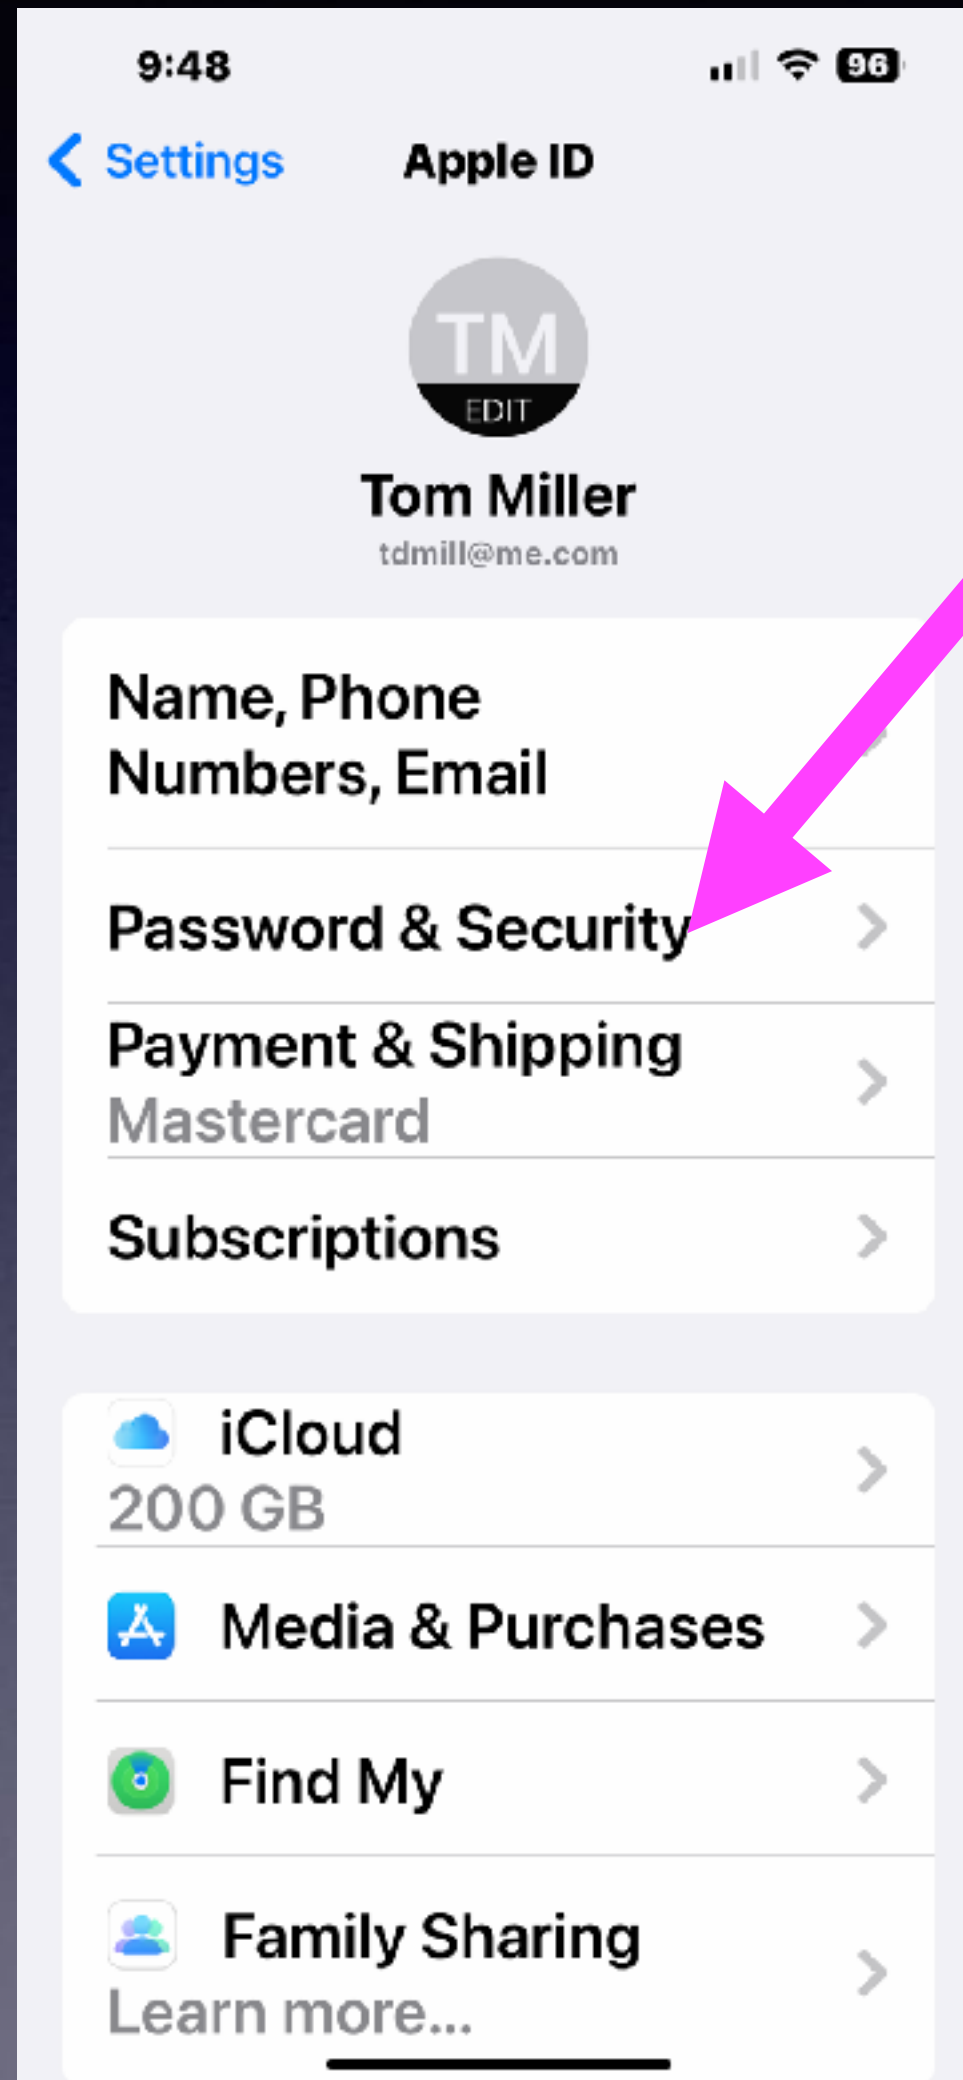 9:48
96
Settings
Apple ID
TM
EDIT
Tom Miller
tdmill@me.com
Name, Phone
Numbers, Email
Password & Security
Payment & Shipping
Mastercard
Subscriptions
iCloud
200 GB
Media & Purchases
Find My
Family Sharing
Learn more...